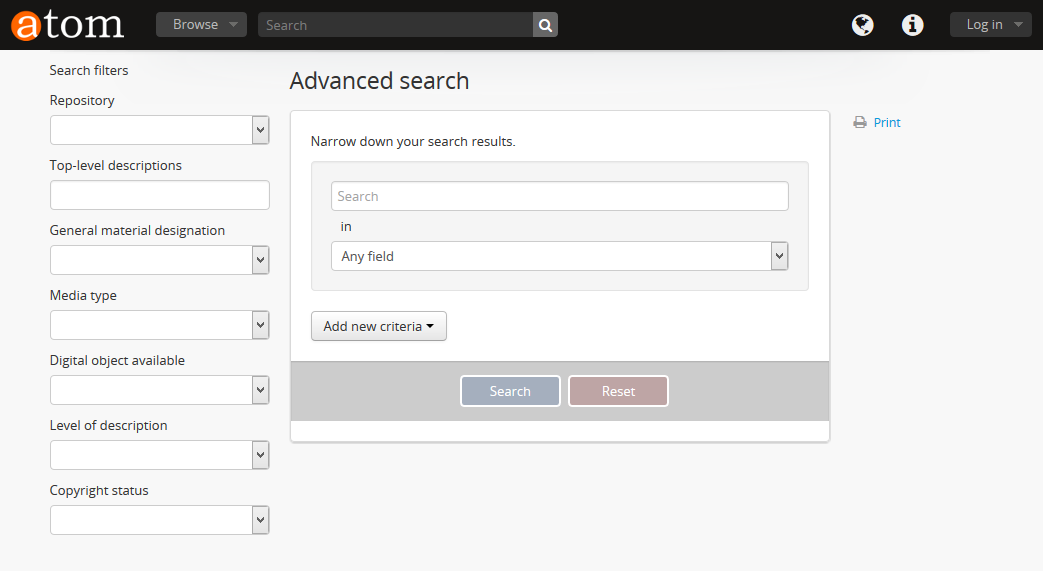 atom
Browse
Search
Log in
Search filters
Repository
Top-level descriptions
General material designation
Media type
Digital object available
Level of description
Copyright status
Advanced search
Narrow down your search results.
Search
in
Any field
Add new criteria
Search Reset
Print